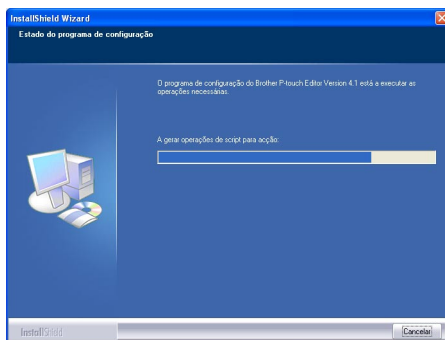 InstallShield Wizard
Estado do programa de configuração
O programa de configuração do Brother P-touch Editor Version 4.1 está a executar as
operações necessárias.
A gerar operações de script para acção:
InstallShield
Cancelar